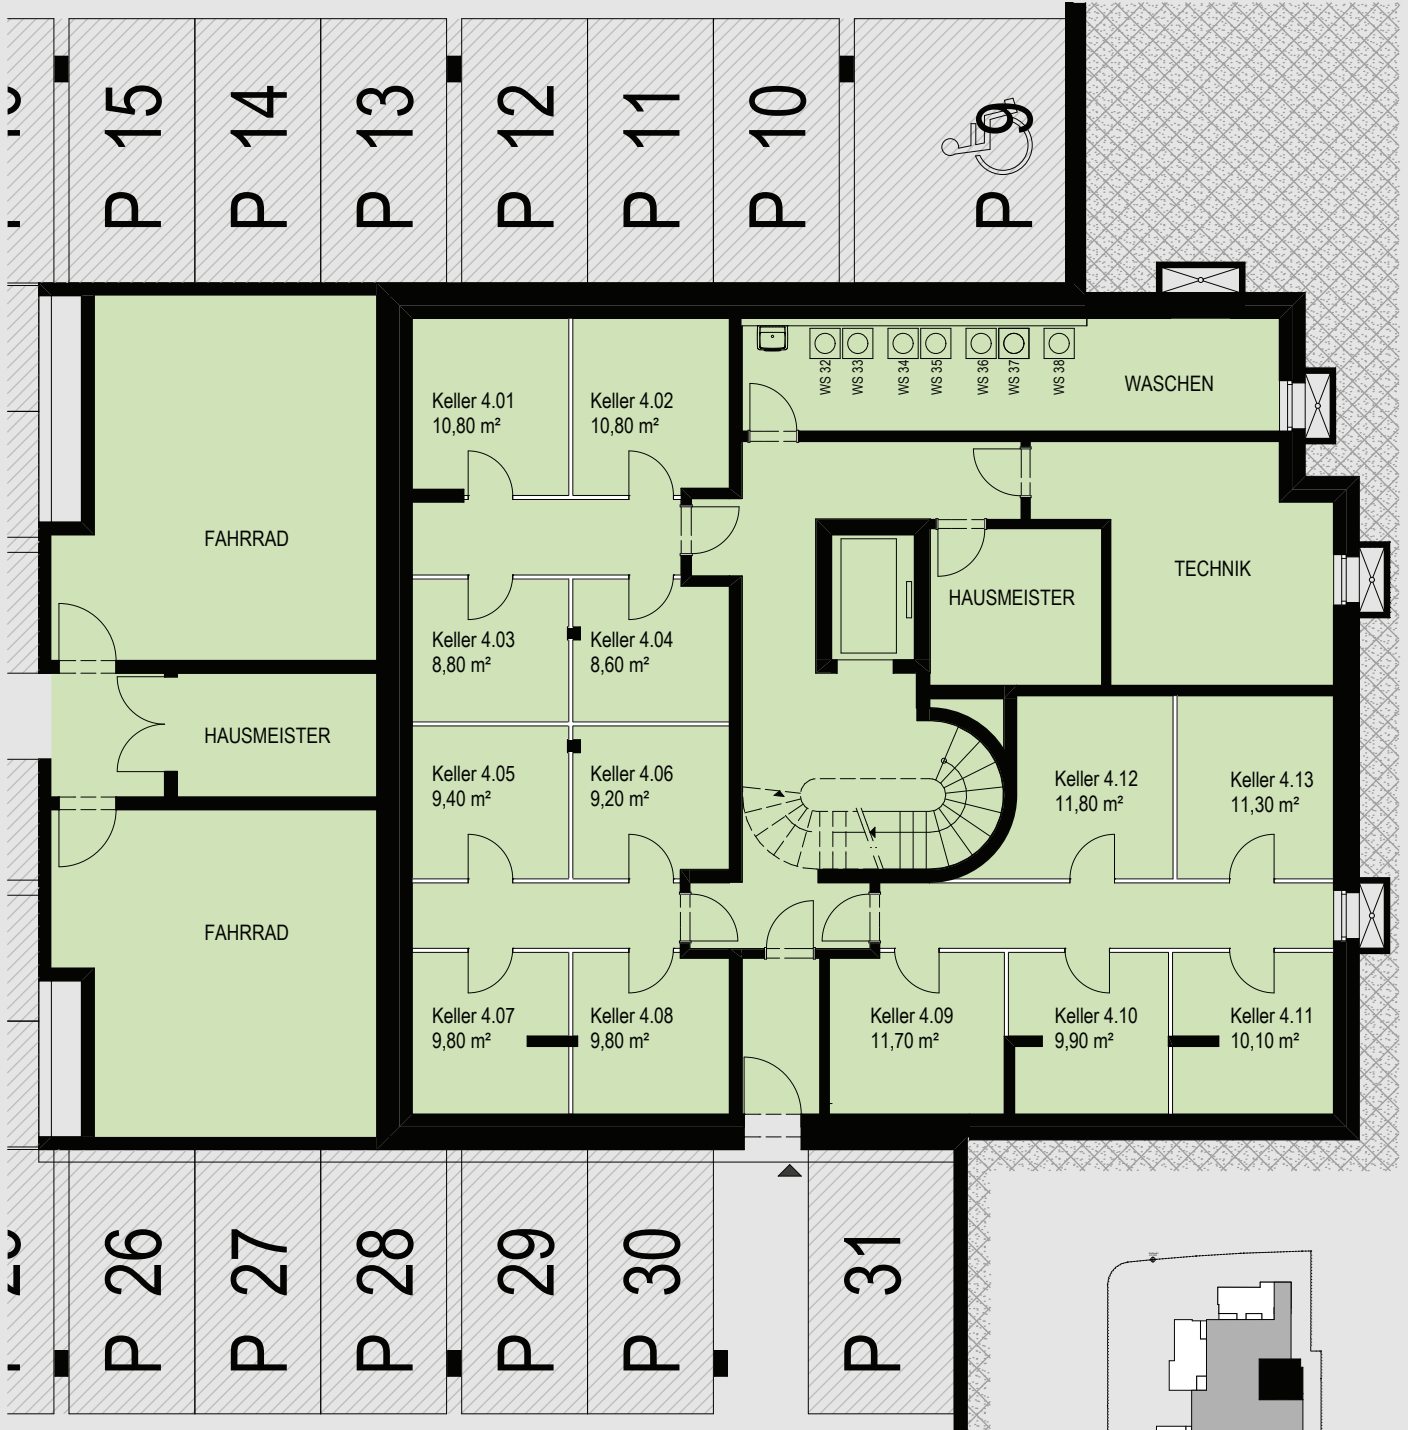 P 15
P 14
P 13
P 12
P 11
P 10
P 9
Keller 4.01
10,80 m²
Keller 4.02
10,80 m²
WS 32
WS 33
WS 34
WS 35
WS 36
WS 37
WS 38
WASCHEN
FAHRRAD
TECHNIK
HAUSMEISTER
Keller 4.03
8,80 m²
Keller 4.04
8,60 m²
HAUSMEISTER
Keller 4.05
9,40 m²
Keller 4.06
9,20 m²
Keller 4.12
11,80 m²
Keller 4.13
11,30 m²
FAHRRAD
Keller 4.07
9,80 m²
Keller 4.08
9,80 m²
Keller 4.09
11,70 m²
Keller 4.10
9,90 m²
Keller 4.11
10,10 m²
P 26
P 27
P 28
P 29
P 30
P 31